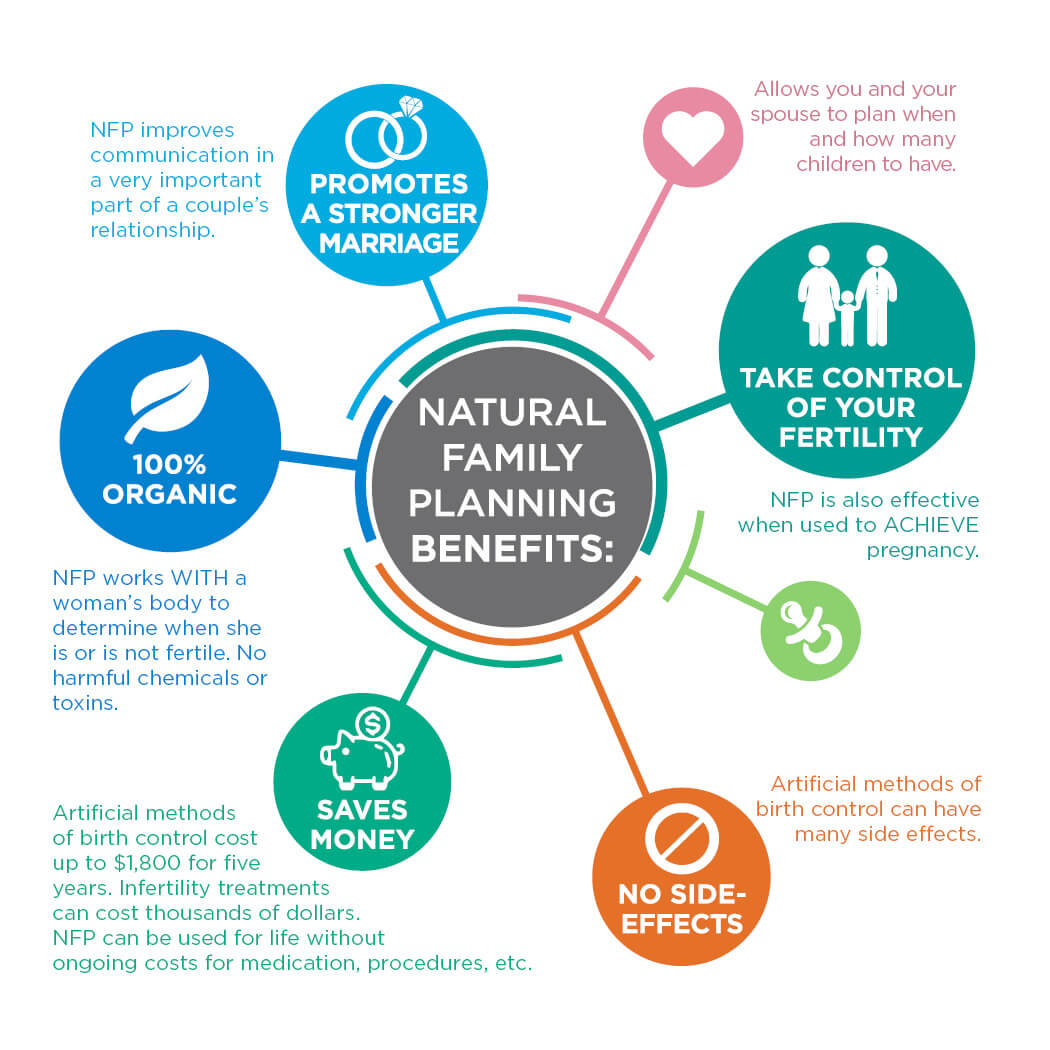 NFP improves
communication in
a very important
part of a couple's
relationship.
PROMOTES
A STRONGER
MARRIAGE
Allows you and your
spouse to plan when
and how many
children to have.
TAKE CONTROL
OF YOUR
FERTILITY
NFP is also effective
when used to ACHIEVE
pregnancy.
NATURAL
FAMILY
PLANNING
BENEFITS:
100%
ORGANIC
NFP works WITH a
woman's body to
determine when she
is or is not fertile. No
harmful chemicals or
toxins.
$
SAVES
MONEY
Artificial methods
of birth control cost
up to $1,800 for five
years. Infertility treatments
can cost thousands of dollars.
NFP can be used for life without
ongoing costs for medication, procedures, etc.
NO SIDE-
EFFECTS
Artificial methods of
birth control can have
many side effects.